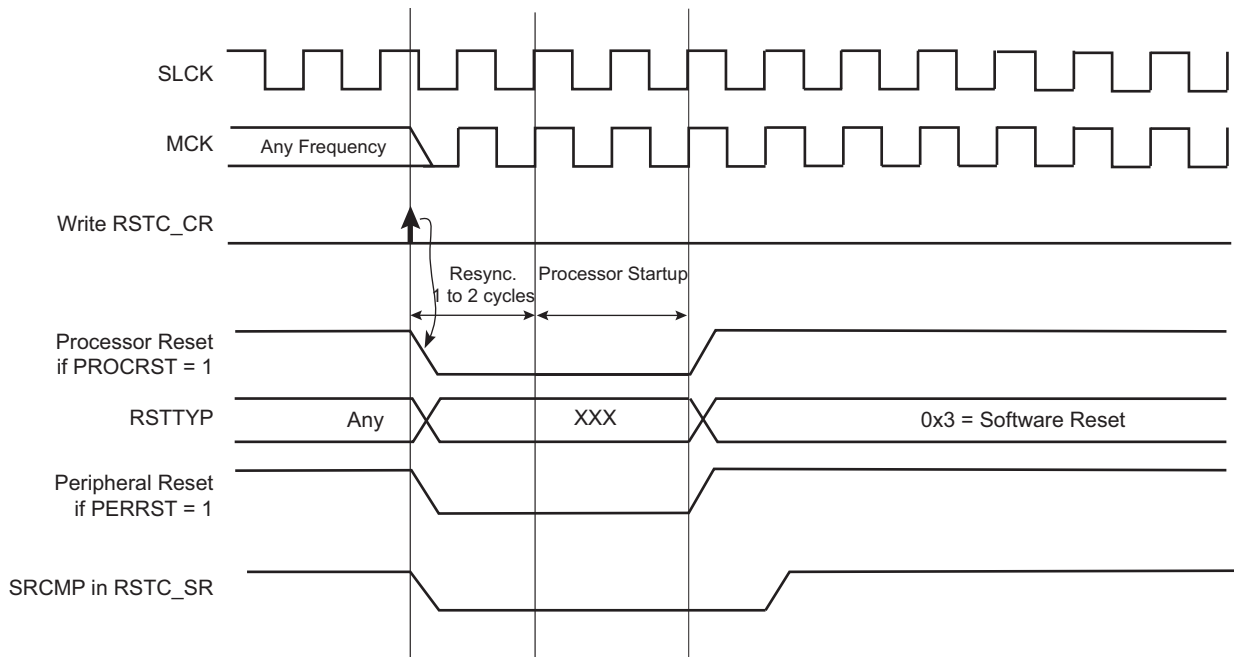 SLCK
MCK
Any Frequency
Write RSTC_CR
Resync.
1 to 2 cycles
Processor Startup
Processor Reset
if PROCRST = 1
RSTTYP
Any
XXX
0x3 = Software Reset
Peripheral Reset
if PERRST = 1
SRCMP in RSTC_SR